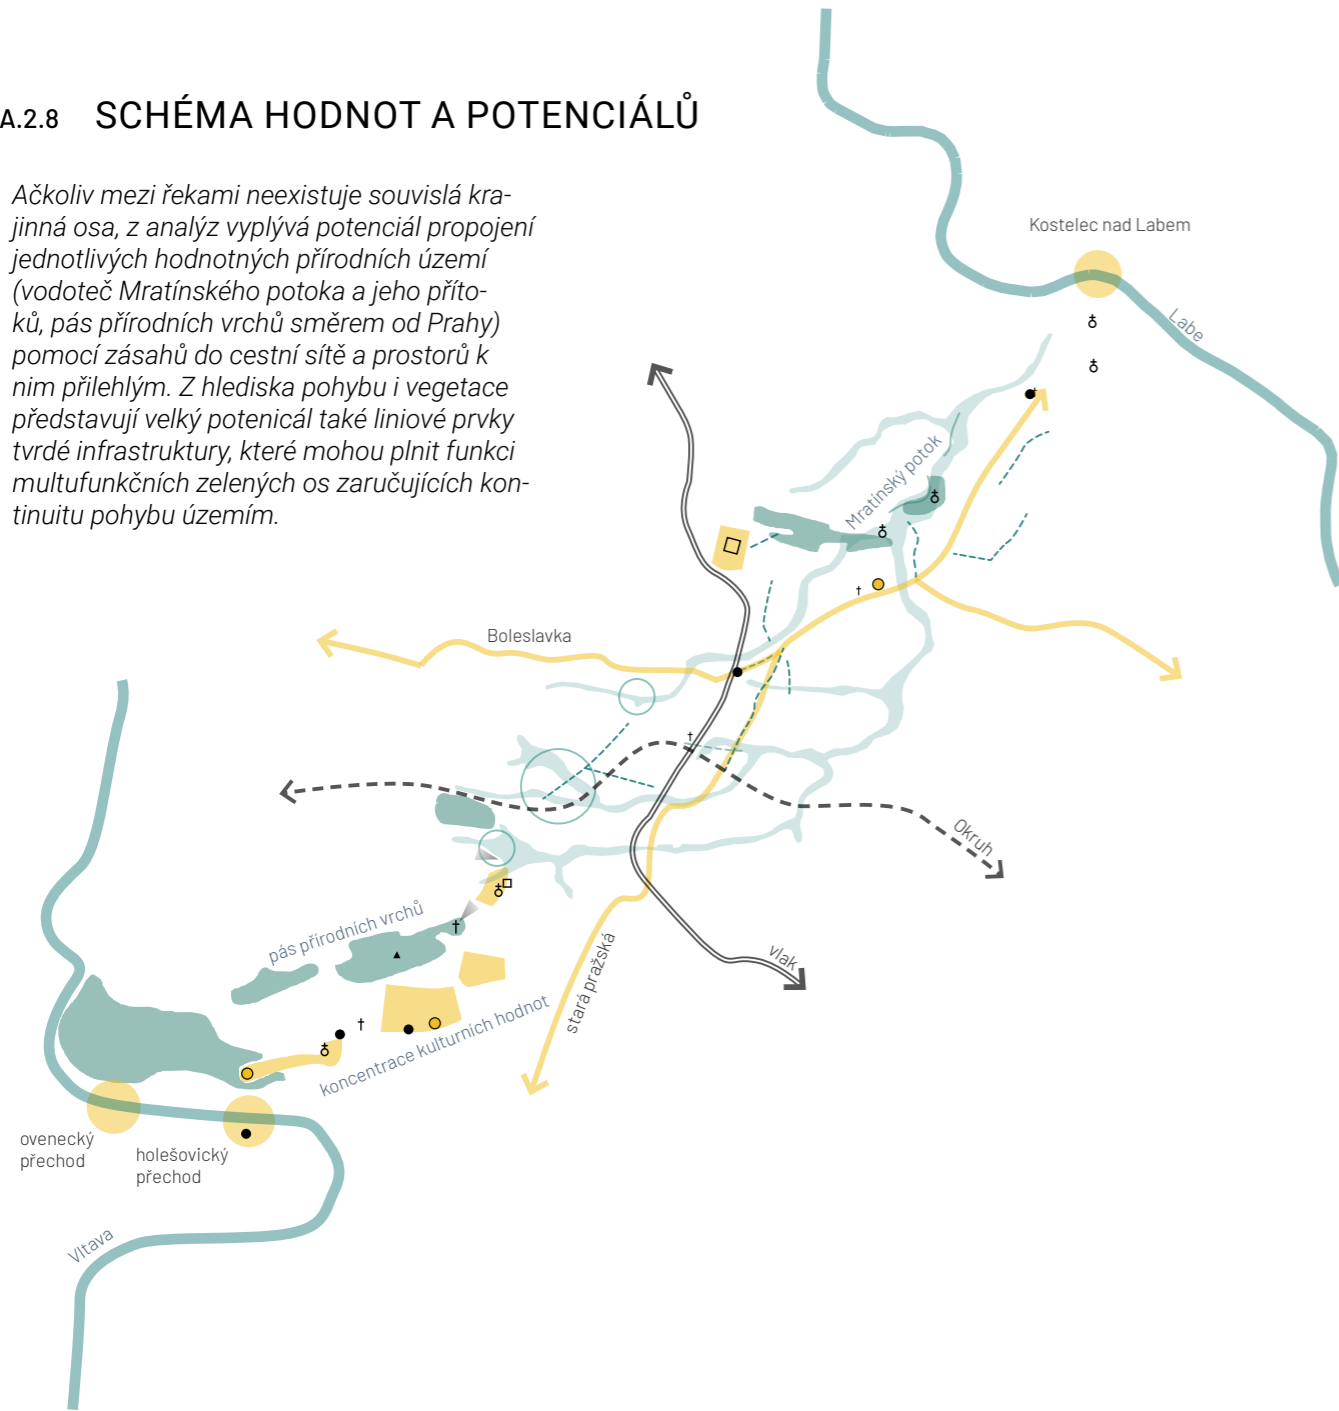 A.2.8 SCHÉMA HODNOT A POTENCIÁLŮ
Ačkoliv mezi řekami neexistuje souvislá kra-
jinná osa, z analýz vyplývá potenciál propojení
jednotlivých hodnotných přírodních území
(vodoteč Mratínského potoka a jeho příto-
ků, pás přírodních vrchů směrem od Prahy)
pomocí zásahů do cestní sítě a prostorů k
nim přilehlým. Z hlediska pohybu i vegetace
představují velký potenicál také liniové prvky
tvrdé infrastruktury, které mohou plnit funkci
multufunkčních zelených os zaručujících kon-
tinuitu pohybu územím.
Kostelec nad Labem
Labe
Mratínský potok
Boleslavka
Okruh
pás přírodních vrchů
vlak
stará pražská
koncentrace kulturních hodnot
ovenecký
přechod
holešovický
přechod
Vltava